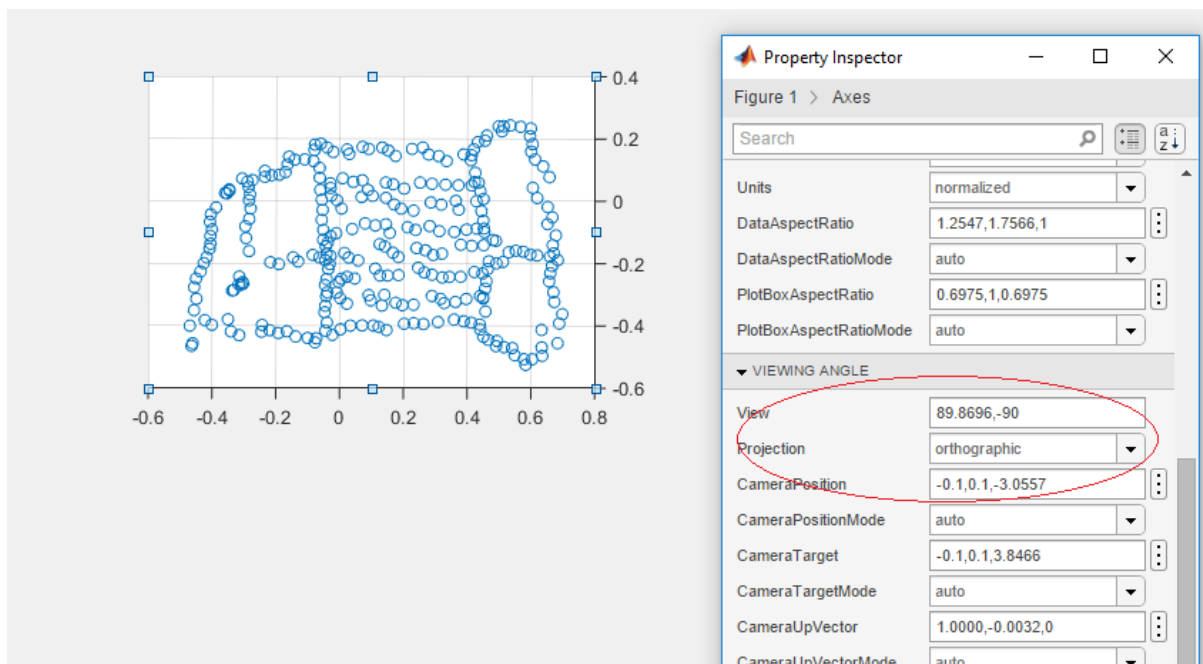 0.4
0.2
0
-0.2
-0.4
-0.6
-0.6 -0.4 -0.2 0 0.2 0.4 0.6 0.8
Property Inspector
Figure 1 > Axes
Search
a z
Units normalized
DataAspectRatio 1.2547,1.7566,1
DataAspectRatioMode auto
PlotBoxAspectRatio 0.6975,1,0.6975
PlotBoxAspectRatioMode auto
VIEWING ANGLE
View 89.8696,-90
Projection orthographic
CameraPosition -0.1,0.1,-3.0557
CameraPositionMode auto
CameraTarget -0.1,0.1,3.8466
CameraTargetMode auto
CameraUpVector 1.0000,-0.0032,0
CameraUpVectorMode auto